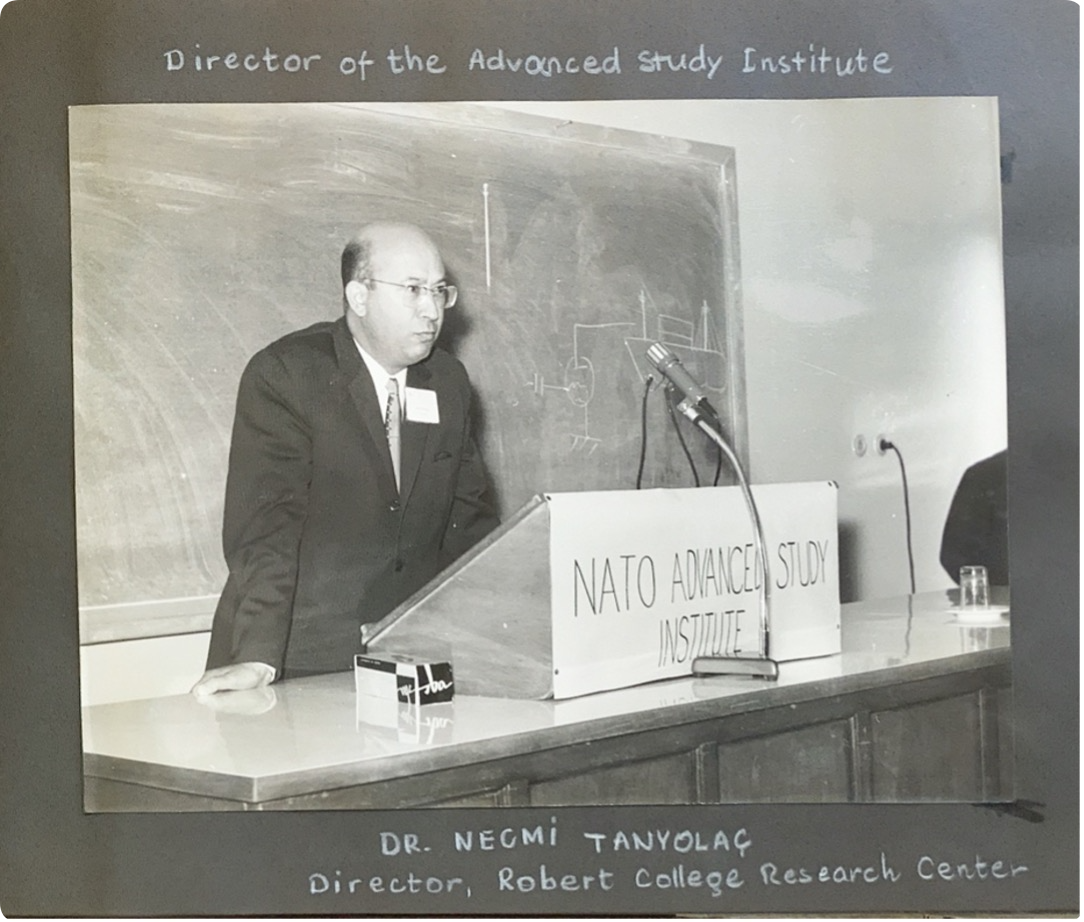 Director of the Advanced Study Institute
NATO ADVANCED STUDY
INSTITUTE
DR. NECMİ TANYOLAÇ
Director, Robert College Research Center